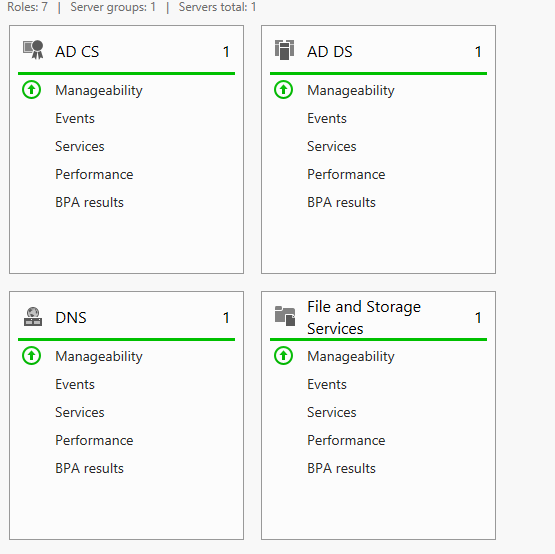 Roles: 7 | Server groups: 1 | Servers total: 1
AD CS 1
Manageability
Events
Services
Performance
BPA results
AD DS 1
Manageability
Events
Services
Performance
BPA results
DNS 1
Manageability
Events
Services
Performance
BPA results
File and Storage
Services 1
Manageability
Events
Services
Performance
BPA results